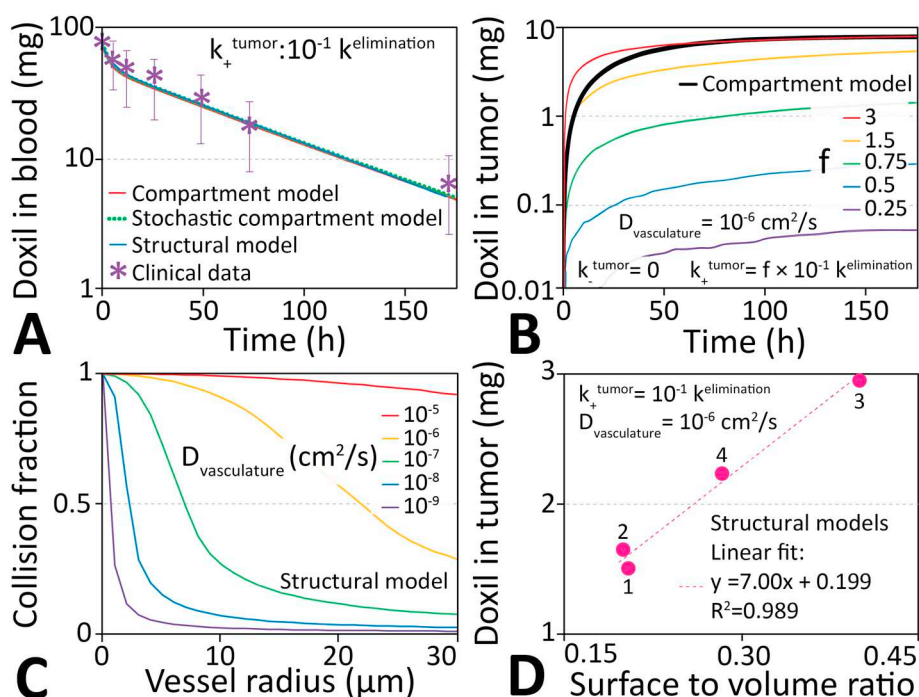 100
10
1
Doxil in blood (mg)
k₊ᵗᵘᵐᵒʳ:10⁻¹ kᵉˡⁱᵐⁱⁿᵃᵗⁱᵒⁿ
Compartment model
Stochastic compartment model
Structural model
Clinical data
0 50 100 150
Time (h)
A
10
1
0.1
0.01
Doxil in tumor (mg)
Compartment model
f
3
1.5
0.75
0.5
0.25
D vasculature = 10⁻⁶ cm²/s
k₋ᵗᵘᵐᵒʳ= 0 k₊ᵗᵘᵐᵒʳ= f × 10⁻¹ kᵉˡⁱᵐⁱⁿᵃᵗⁱᵒⁿ
0 50 100 150
Time (h)
B
1
0.5
0
Collision fraction
D vasculature (cm²/s)
10⁻⁵
10⁻⁶
10⁻⁷
10⁻⁸
10⁻⁹
Structural model
0 10 20 30
Vessel radius (µm)
C
3
2
1
Doxil in tumor (mg)
k₊ᵗᵘᵐᵒʳ= 10⁻¹ kᵉˡⁱᵐⁱⁿᵃᵗⁱᵒⁿ
D vasculature = 10⁻⁶ cm²/s
3
4
2
1
Structural models
Linear fit:
y =7.00x + 0.199
R²=0.989
0.15 0.30 0.45
Surface to volume ratio
D